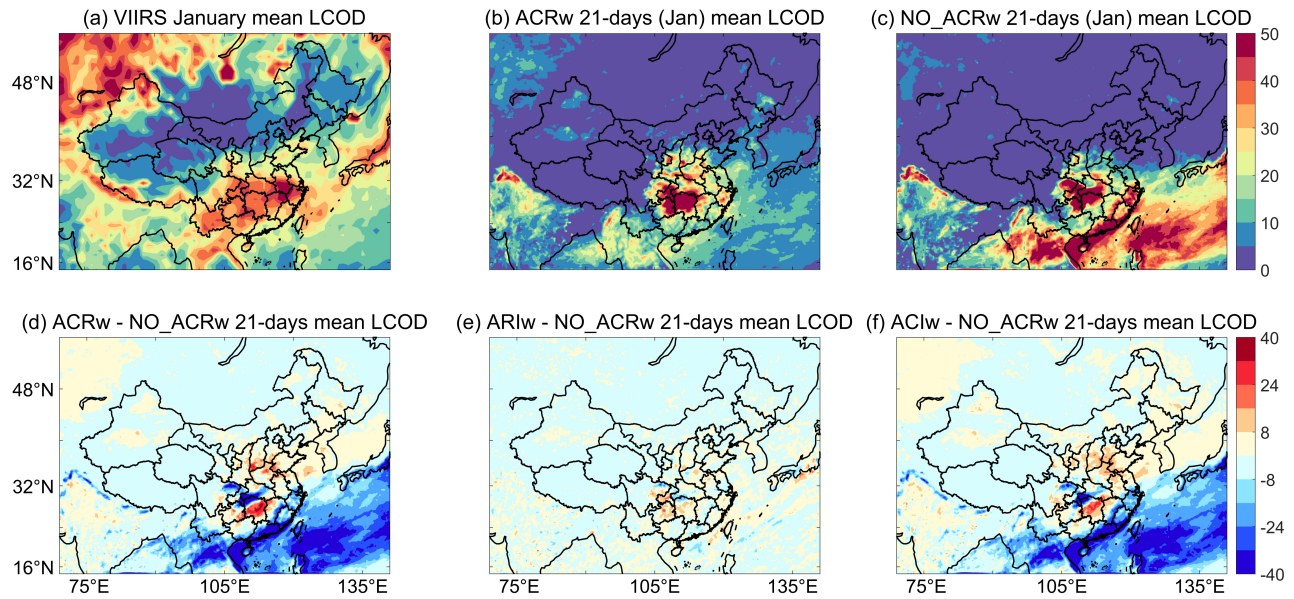 (a) VIIRS January mean LCOD
(b) ACRw 21-days (Jan) mean LCOD
(c) NO_ACRw 21-days (Jan) mean LCOD
48°N
32°N
16°N
50
40
30
20
10
0
(d) ACRw - NO_ACRw 21-days mean LCOD
(e) ARIw - NO_ACRw 21-days mean LCOD
(f) ACIw - NO_ACRw 21-days mean LCOD
48°N
32°N
16°N
40
24
8
-8
-24
-40
75°E
105°E
135°E
75°E
105°E
135°E
75°E
105°E
135°E